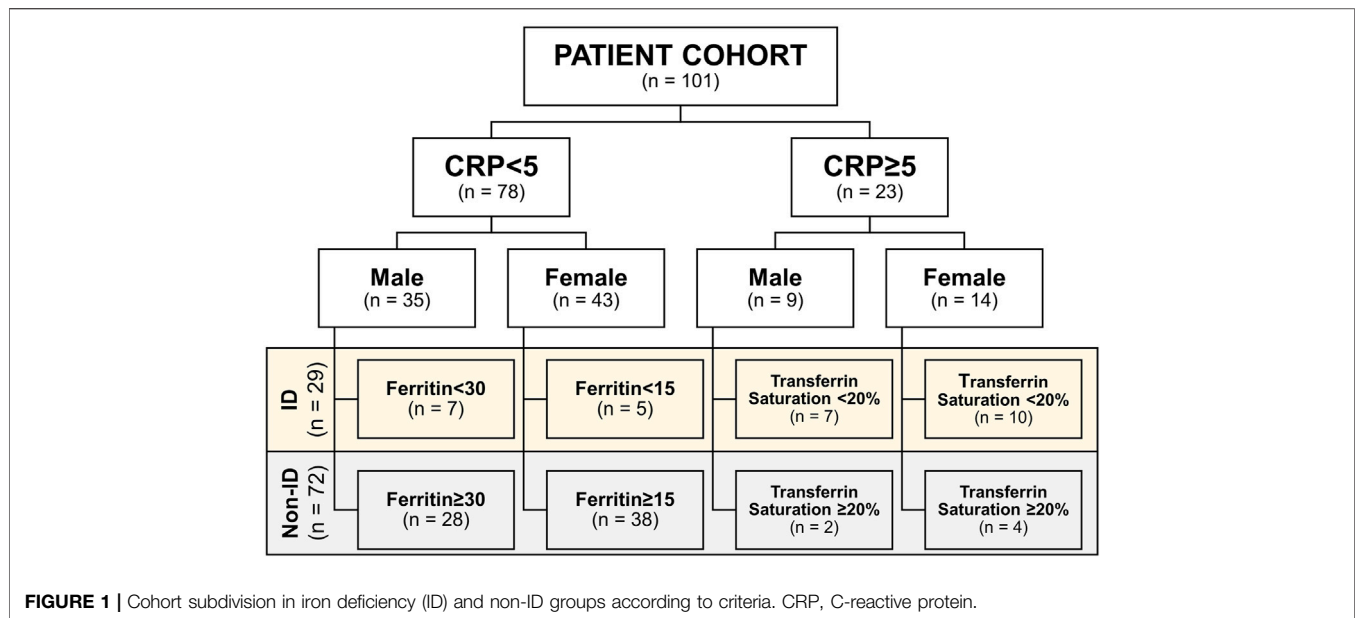 PATIENT COHORT
(n = 101)
CRP<5
(n = 78)
CRP≥5
(n = 23)
Male
(n = 35)
Female
(n = 43)
Male
(n = 9)
Female
(n = 14)
ID
(n = 29)
Ferritin<30
(n = 7)
Ferritin<15
(n = 5)
Transferrin
Saturation <20%
(n = 7)
Transferrin
Saturation <20%
(n = 10)
Non-ID
(n = 72)
Ferritin≥30
(n = 28)
Ferritin≥15
(n = 38)
Transferrin
Saturation ≥20%
(n = 2)
Transferrin
Saturation ≥20%
(n = 4)
FIGURE 1 | Cohort subdivision in iron deficiency (ID) and non-ID groups according to criteria. CRP, C-reactive protein.